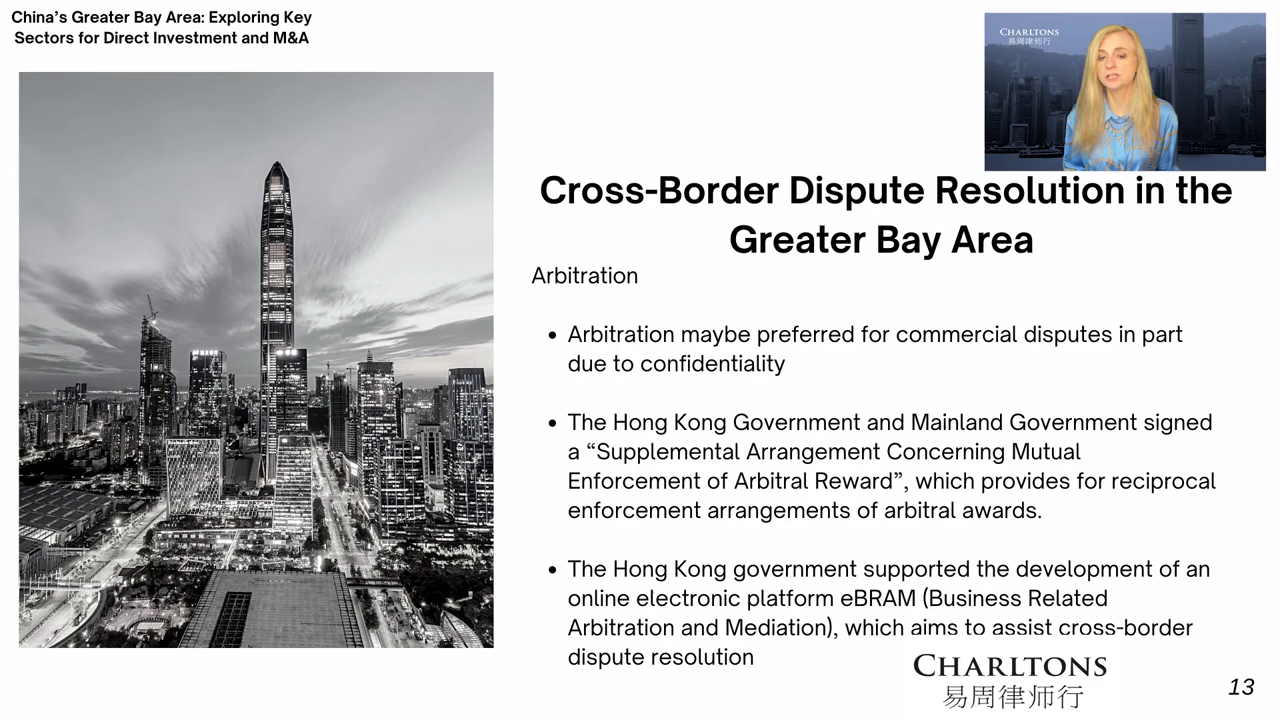 China's Greater Bay Area: Exploring Key
Sectors for Direct Investment and M&A
CHARLTONS
易周律师行
Cross-Border Dispute Resolution in the
Greater Bay Area
Arbitration
• Arbitration maybe preferred for commercial disputes in part
due to confidentiality
• The Hong Kong Government and Mainland Government signed
a “Supplemental Arrangement Concerning Mutual
Enforcement of Arbitral Reward”, which provides for reciprocal
enforcement arrangements of arbitral awards.
• The Hong Kong government supported the development of an
online electronic platform eBRAM (Business Related
Arbitration and Mediation), which aims to assist cross-border
dispute resolution
CHARLTONS
易周律师行
13